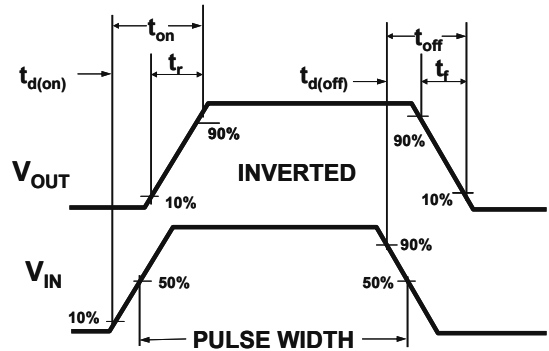 t_on
t_off
t_d(on)
t_r
t_d(off)
t_f
90%
90%
V_OUT
INVERTED
10%
10%
90%
V_IN
50%
50%
10%
PULSE WIDTH